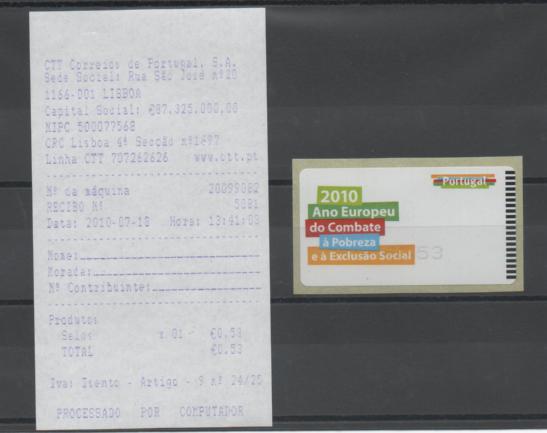 CTT Correios de Portugal, S.A.
Sede Social: Rua São José nº20
1166-001 LISBOA
Capital Social: €87.325.000,00
NIPC 500077568
CRC Lisboa 4ª Secção nº1697
Linha CTT 707262626 www.ctt.pt
Nº da máquina 20099082
RECIBO Nº 5081
Data: 2010-07-18 Hora: 13:41:03
Nome:
Morada:
Nº Contribuinte:
Produto:
Selo: x 01 - €0.53
TOTAL €0.53
Iva: Isento - Artigo - 9 nº 24/25
PROCESSADO POR COMPUTADOR
Portugal
2010
Ano Europeu
do Combate
à Pobreza
e à Exclusão Social
53